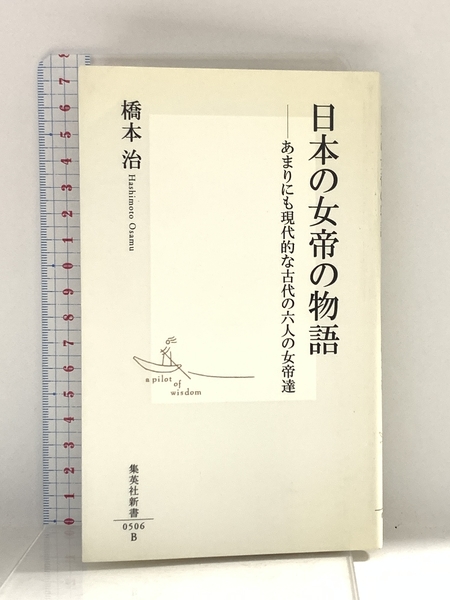 日本の女帝の物語
──あまりにも現代的な古代の六人の女帝達
橋本 治
Hashimoto Osamu
a pilot
of
wisdom
集英社新書
0506
B